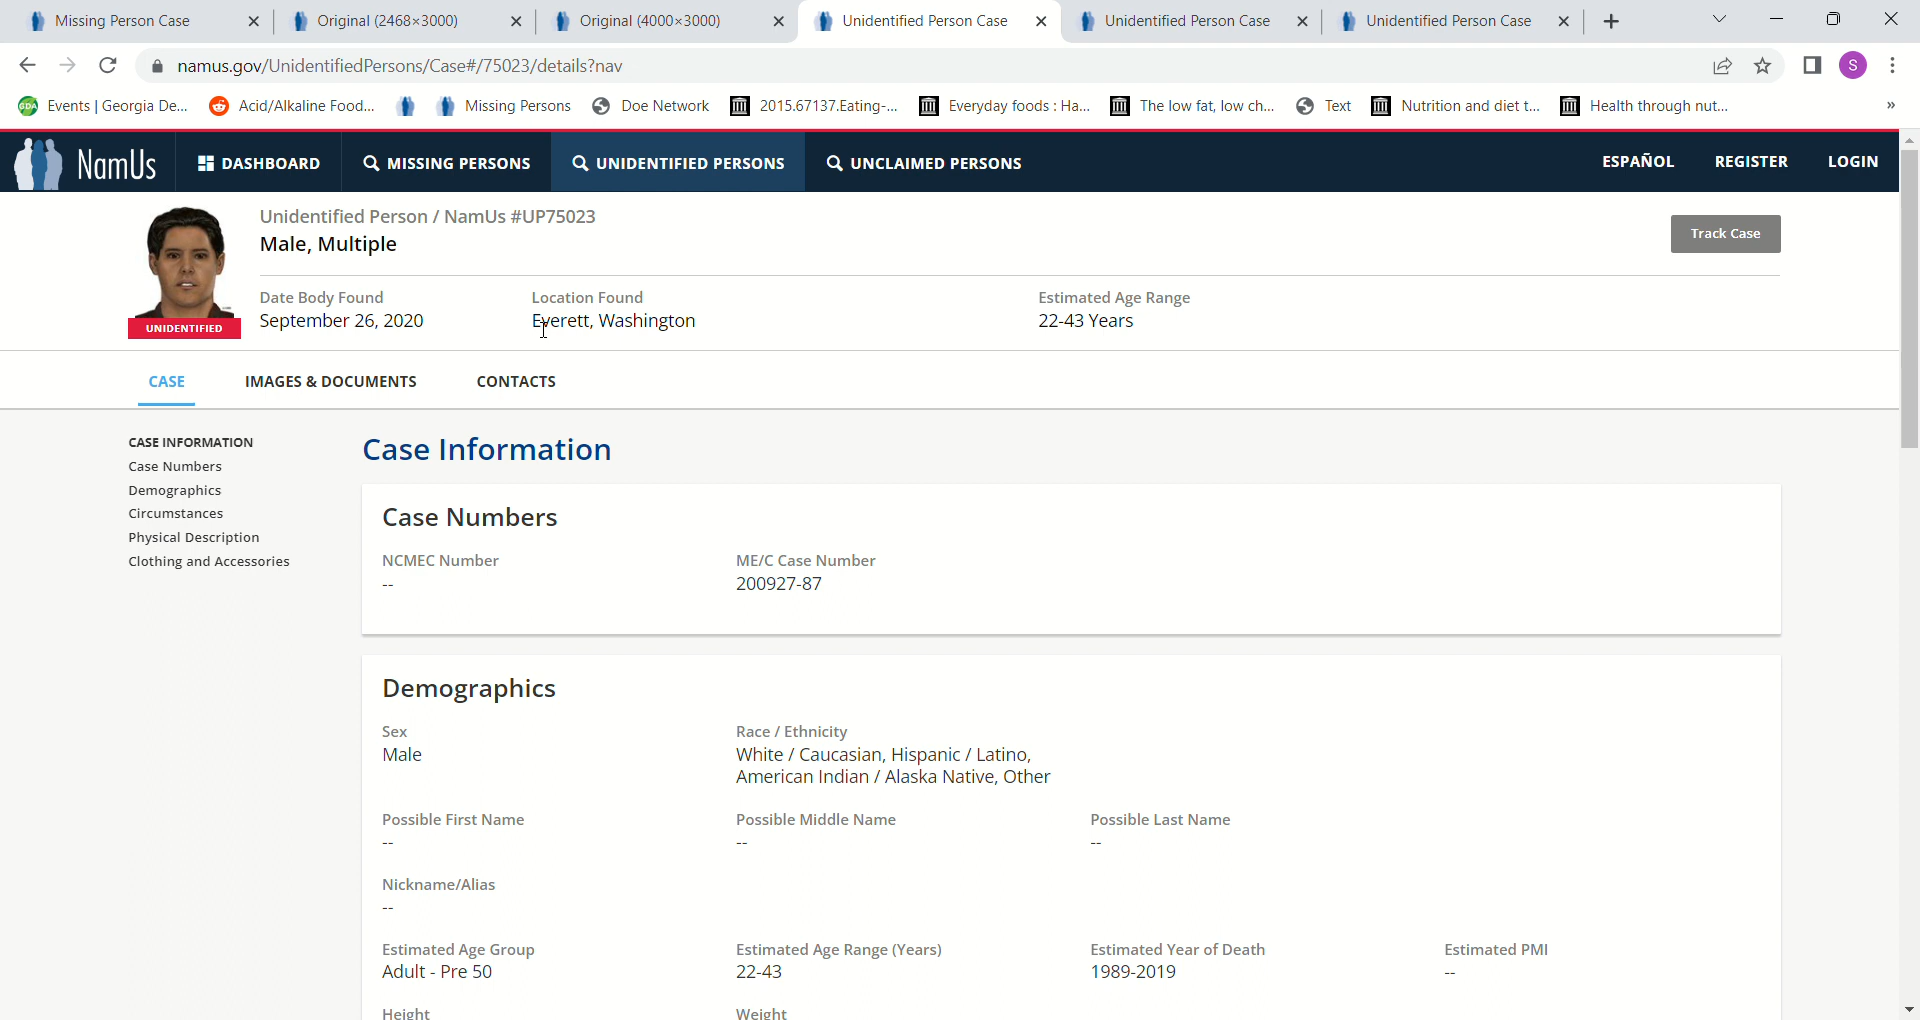 Missing Person Case
Original (2468×3000)
Original (4000×3000)
Unidentified Person Case
Unidentified Person Case
Unidentified Person Case
namus.gov/UnidentifiedPersons/Case#/75023/details?nav
S
GDA Events | Georgia De...
Acid/Alkaline Food...
Missing Persons
Doe Network
2015.67137.Eating-...
Everyday foods : Ha...
The low fat, low ch...
Text
Nutrition and diet t...
Health through nut...
»
NamUs
DASHBOARD
MISSING PERSONS
UNIDENTIFIED PERSONS
UNCLAIMED PERSONS
ESPAÑOL
REGISTER
LOGIN
UNIDENTIFIED
Unidentified Person / NamUs #UP75023
Male, Multiple
Track Case
Date Body Found
September 26, 2020
Location Found
Everett, Washington
Estimated Age Range
22-43 Years
CASE
IMAGES & DOCUMENTS
CONTACTS
CASE INFORMATION
Case Numbers
Demographics
Circumstances
Physical Description
Clothing and Accessories
Case Information
Case Numbers
NCMEC Number
--
ME/C Case Number
200927-87
Demographics
Sex
Male
Race / Ethnicity
White / Caucasian, Hispanic / Latino,
American Indian / Alaska Native, Other
Possible First Name
--
Possible Middle Name
--
Possible Last Name
--
Nickname/Alias
--
Estimated Age Group
Adult - Pre 50
Estimated Age Range (Years)
22-43
Estimated Year of Death
1989-2019
Estimated PMI
--
Height
Weight